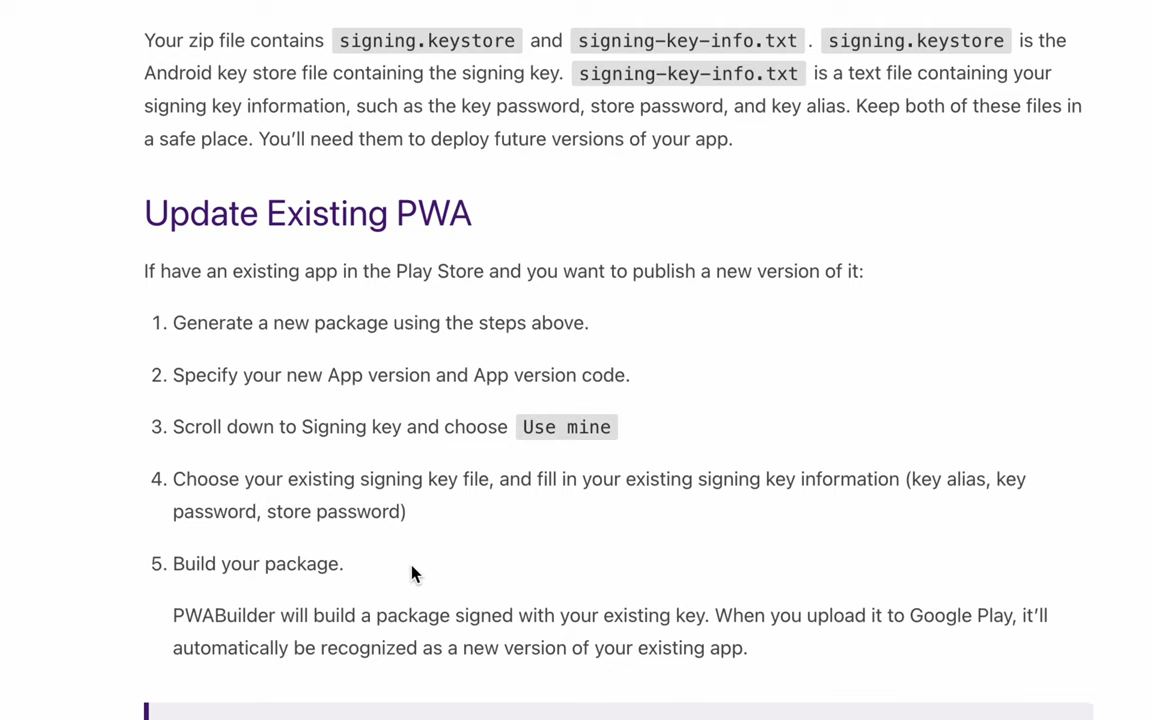 Your zip file contains signing.keystore and signing-key-info.txt . signing.keystore is the
Android key store file containing the signing key. signing-key-info.txt is a text file containing your
signing key information, such as the key password, store password, and key alias. Keep both of these files in
a safe place. You’ll need them to deploy future versions of your app.
Update Existing PWA
If have an existing app in the Play Store and you want to publish a new version of it:
1. Generate a new package using the steps above.
2. Specify your new App version and App version code.
3. Scroll down to Signing key and choose Use mine
4. Choose your existing signing key file, and fill in your existing signing key information (key alias, key
password, store password)
5. Build your package.
PWABuilder will build a package signed with your existing key. When you upload it to Google Play, it’ll
automatically be recognized as a new version of your existing app.